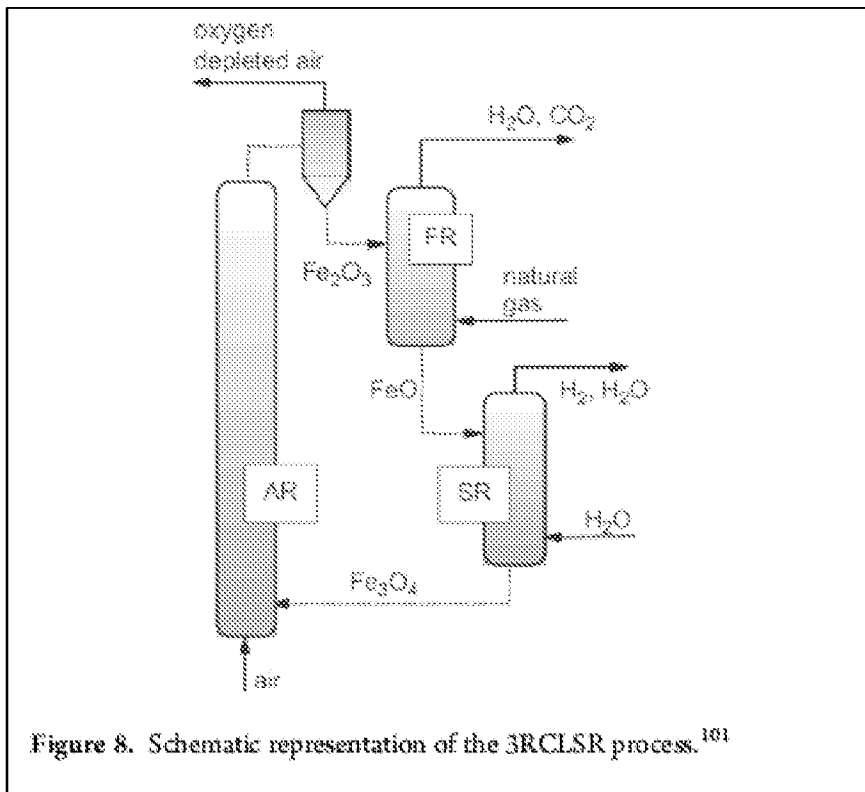 oxygen
depleted air
H₂O, CO₂
FR
Fe₂O₃
natural
gas
FeO
H₂, H₂O
AR
SR
H₂O
Fe₃O₄
air
Figure 8. Schematic representation of the 3RCLSR process.¹⁰¹